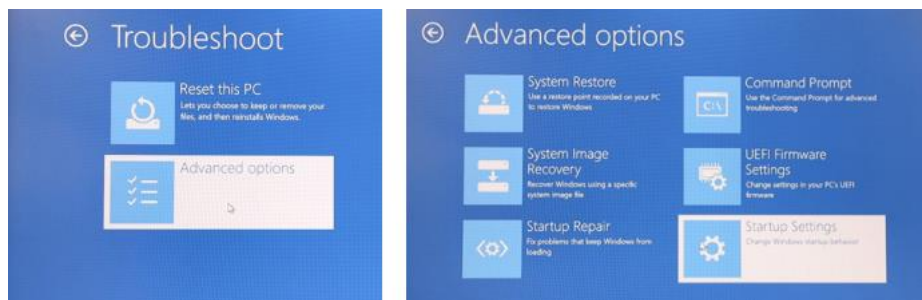 Troubleshoot
Reset this PC
Lets you choose to keep or remove your
files, and then reinstalls Windows.
Advanced options
Advanced options
System Restore
Use a restore point recorded on your PC
to restore Windows
System Image
Recovery
Recover Windows using a specific
system image file
Startup Repair
Fix problems that keep Windows from
loading
Command Prompt
Use the Command Prompt for advanced
troubleshooting
C:\
UEFI Firmware
Settings
Change settings in your PC's UEFI
firmware
Startup Settings
Change Windows startup behavior